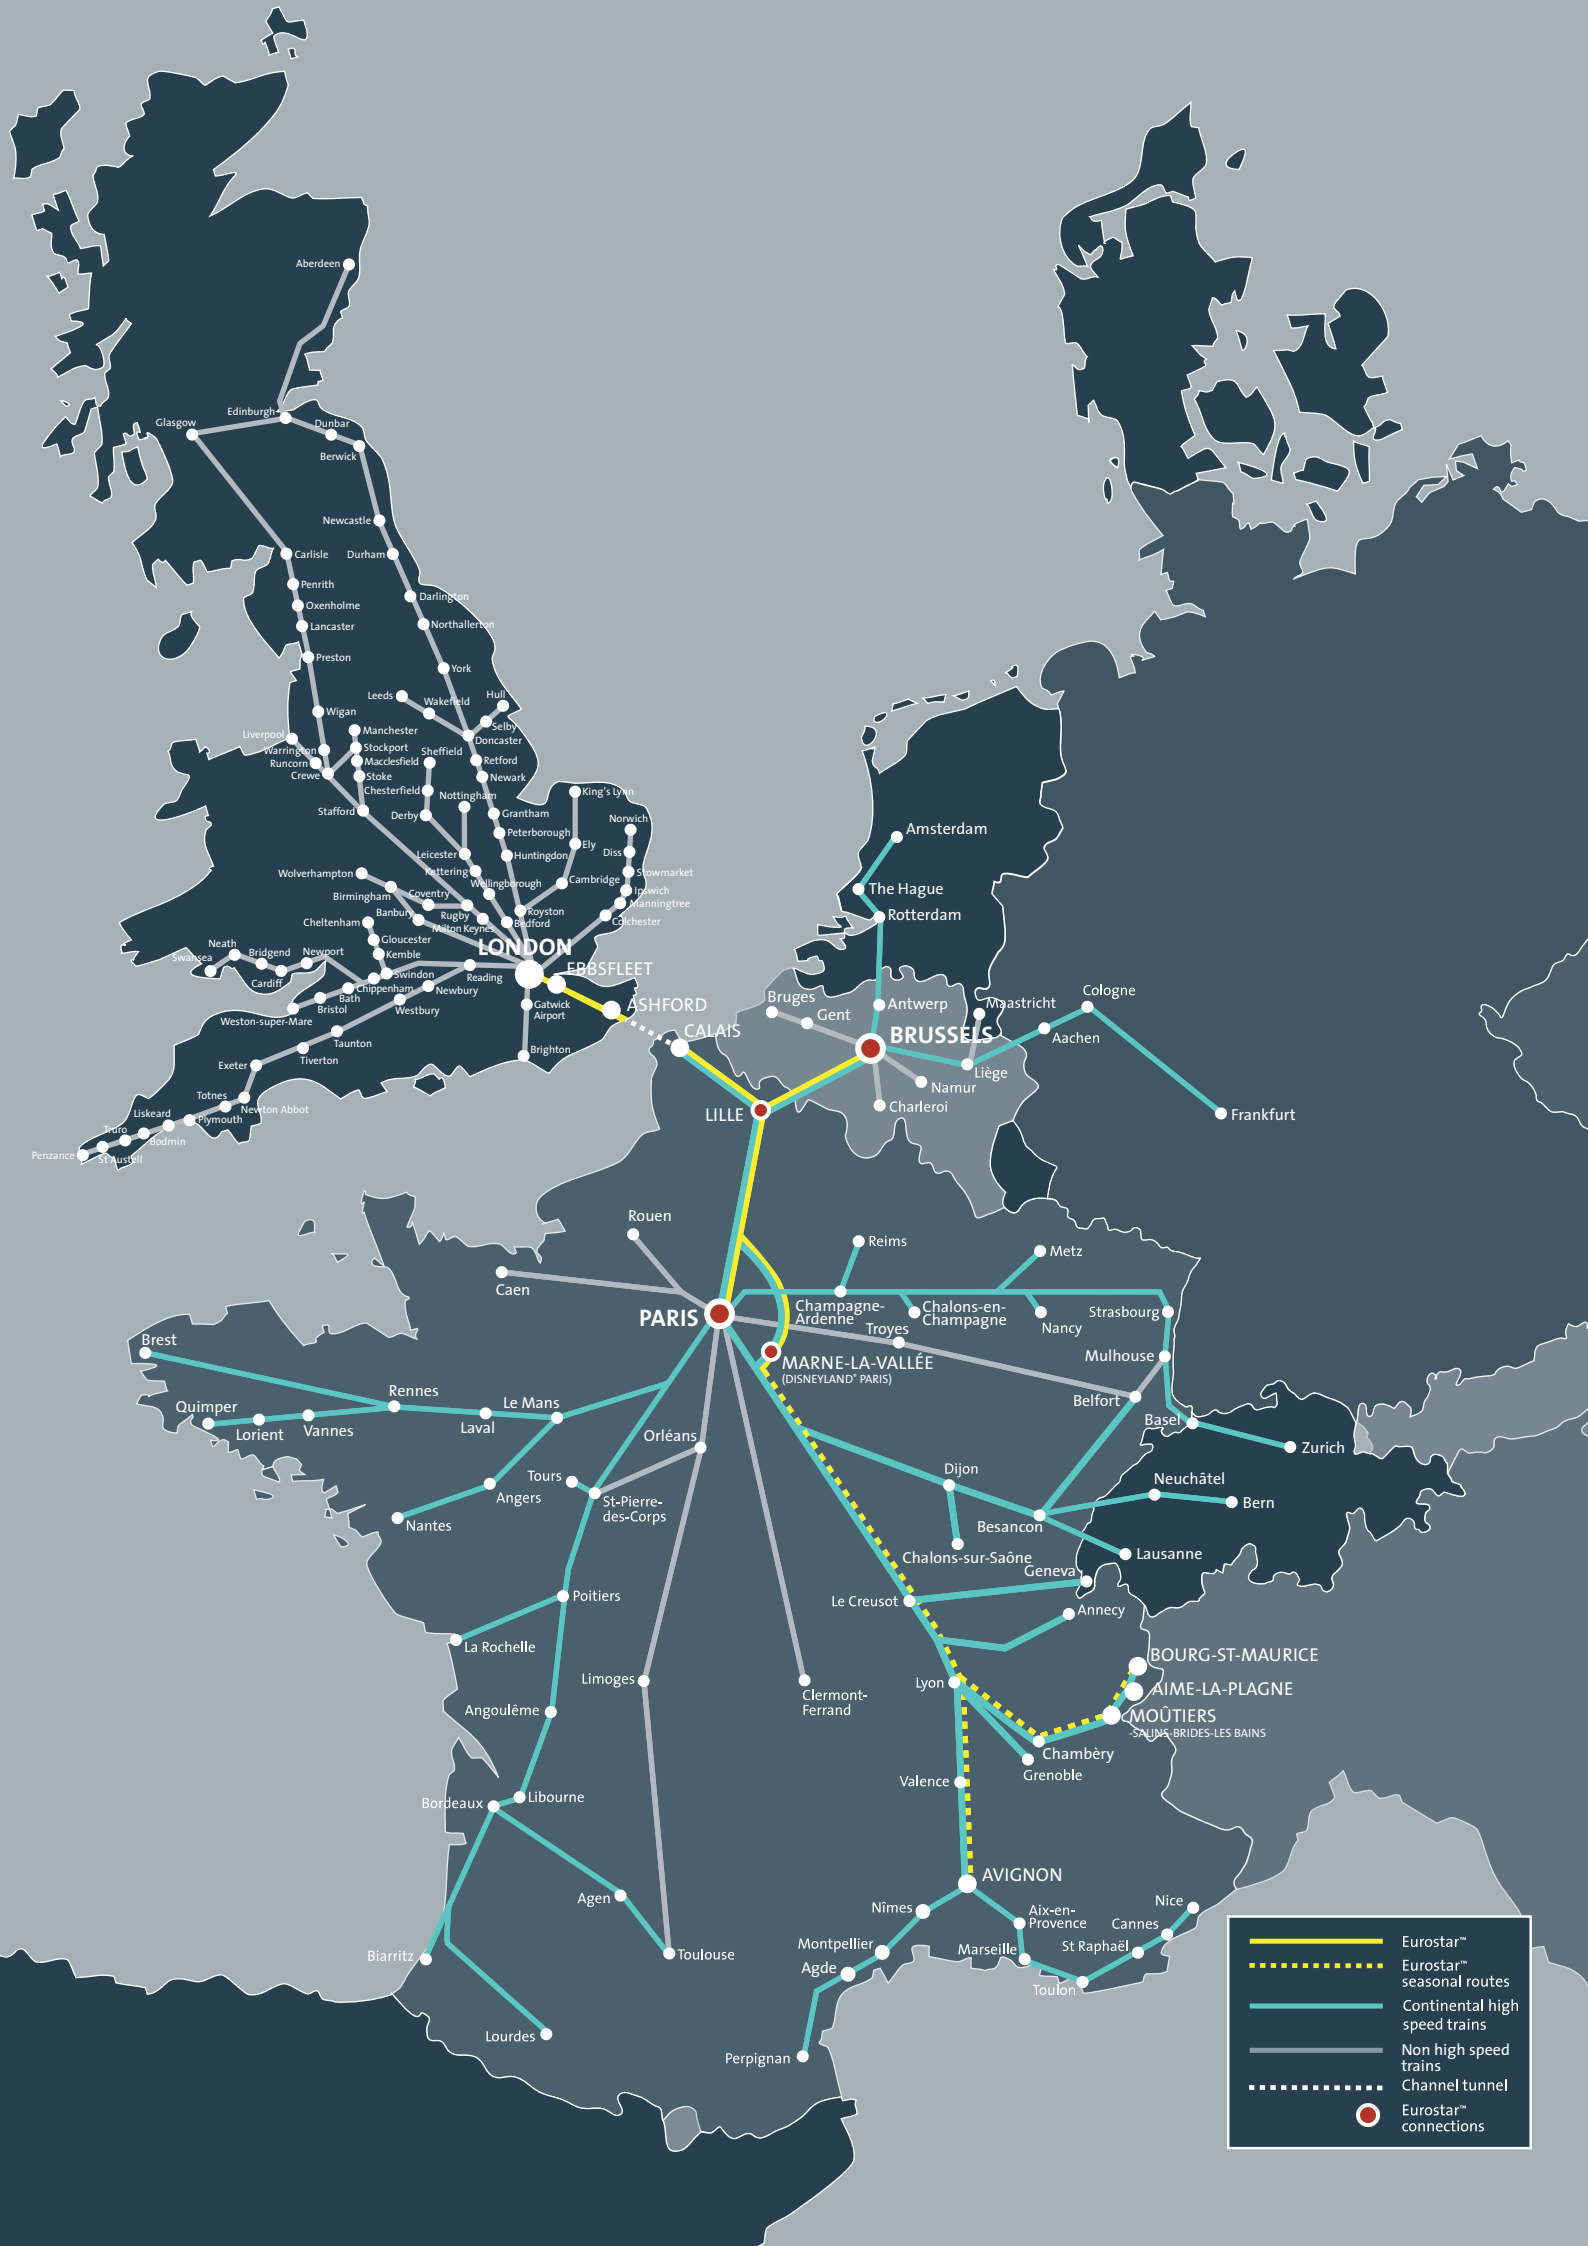 Aberdeen
Edinburgh
Glasgow
Dunbar
Berwick
Newcastle
Carlisle
Durham
Penrith
Darlington
Oxenholme
Lancaster
Northallerton
Preston
York
Leeds
Wakefield
Hull
Selby
Wigan
Liverpool
Manchester
Doncaster
Warrington
Stockport
Sheffield
Runcorn
Macclesfield
Retford
Crewe
Stoke
Newark
Chesterfield
Nottingham
King's Lynn
Stafford
Derby
Grantham
Norwich
Peterborough
Ely
Leicester
Huntingdon
Diss
Wolverhampton
Kettering
Stowmarket
Wellingborough
Cambridge
Ipswich
Birmingham
Coventry
Manningtree
Banbury
Rugby
Royston
Cheltenham
Milton Keynes
Bedford
Colchester
Gloucester
LONDON
Neath
Bridgend
Newport
Kemble
Swansea
EBBSFLEET
Cardiff
Swindon
Reading
Chippenham
Newbury
Bath
Bristol
Westbury
Weston-super-Mare
Gatwick
Airport
ASHFORD
Taunton
CALAIS
Tiverton
Brighton
Exeter
Totnes
Newton Abbot
Liskeard
Plymouth
Truro
Bodmin
Penzance
St Austell
Amsterdam
The Hague
Rotterdam
Bruges
Gent
Antwerp
Maastricht
Cologne
BRUSSELS
Aachen
Liège
Namur
Charleroi
LILLE
Frankfurt
Rouen
Reims
Metz
Caen
PARIS
Champagne-
Ardenne
Chalons-en-
Champagne
Nancy
Strasbourg
Troyes
Brest
Mulhouse
MARNE-LA-VALLÉE
(DISNEYLAND® PARIS)
Rennes
Le Mans
Belfort
Quimper
Lorient
Vannes
Laval
Basel
Orléans
Zurich
Tours
Dijon
Neuchâtel
Angers
St-Pierre-
des-Corps
Bern
Nantes
Besancon
Chalons-sur-Saône
Lausanne
Geneva
Poitiers
Le Creusot
Annecy
La Rochelle
BOURG-ST-MAURICE
Limoges
Lyon
AIME-LA-PLAGNE
Clermont-
Ferrand
Angoulême
MOÛTIERS
-SALINS-BRIDES-LES BAINS
Chambèry
Grenoble
Valence
Bordeaux
Libourne
AVIGNON
Agen
Nîmes
Aix-en-
Provence
Nice
Cannes
Montpellier
Marseille
St Raphaël
Biarritz
Toulouse
Agde
Toulon
Lourdes
Perpignan
Eurostar™
Eurostar™
seasonal routes
Continental high
speed trains
Non high speed
trains
Channel tunnel
Eurostar™
connections